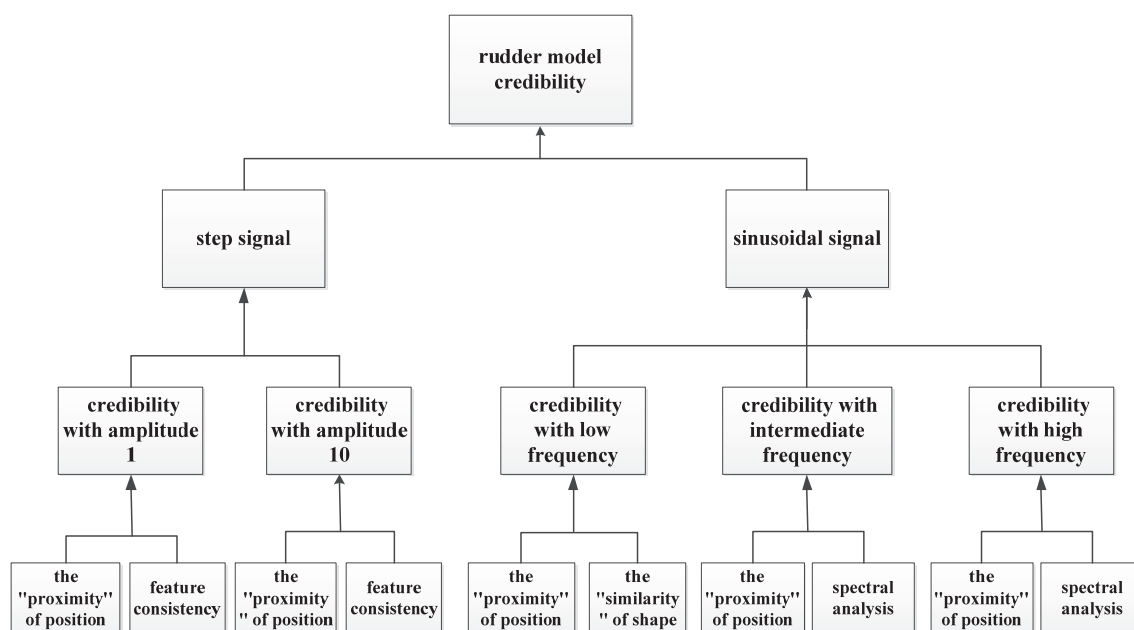 rudder model
credibility
step signal
sinusoidal signal
credibility
with amplitude
1
credibility
with amplitude
10
credibility
with low
frequency
credibility with
intermediate
frequency
credibility
with high
frequency
the
"proximity"
of position
feature
consistency
the
"proximity
" of position
feature
consistency
the
"proximity"
of position
the
"similarity
" of shape
the
"proximity"
of position
spectral
analysis
the
"proximity"
of position
spectral
analysis